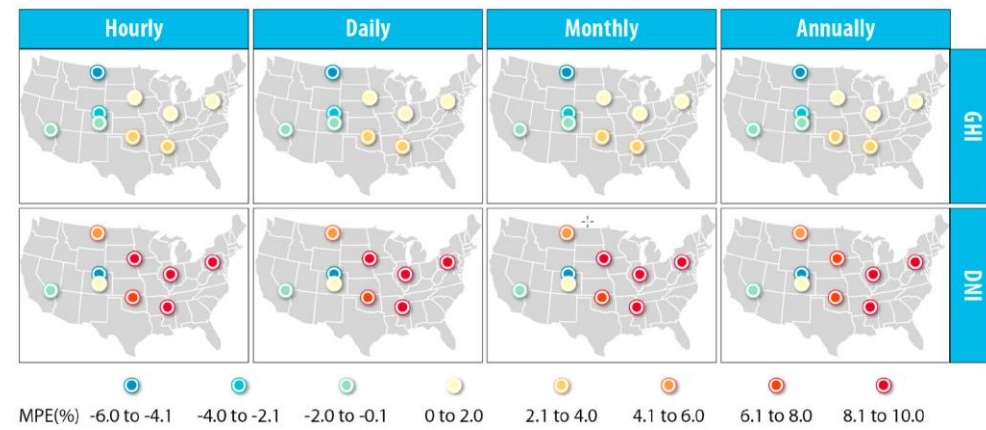 Hourly Daily Monthly Annually
GHI
DNI
MPE(%) -6.0 to -4.1 -4.0 to -2.1 -2.0 to -0.1 0 to 2.0 2.1 to 4.0 4.1 to 6.0 6.1 to 8.0 8.1 to 10.0